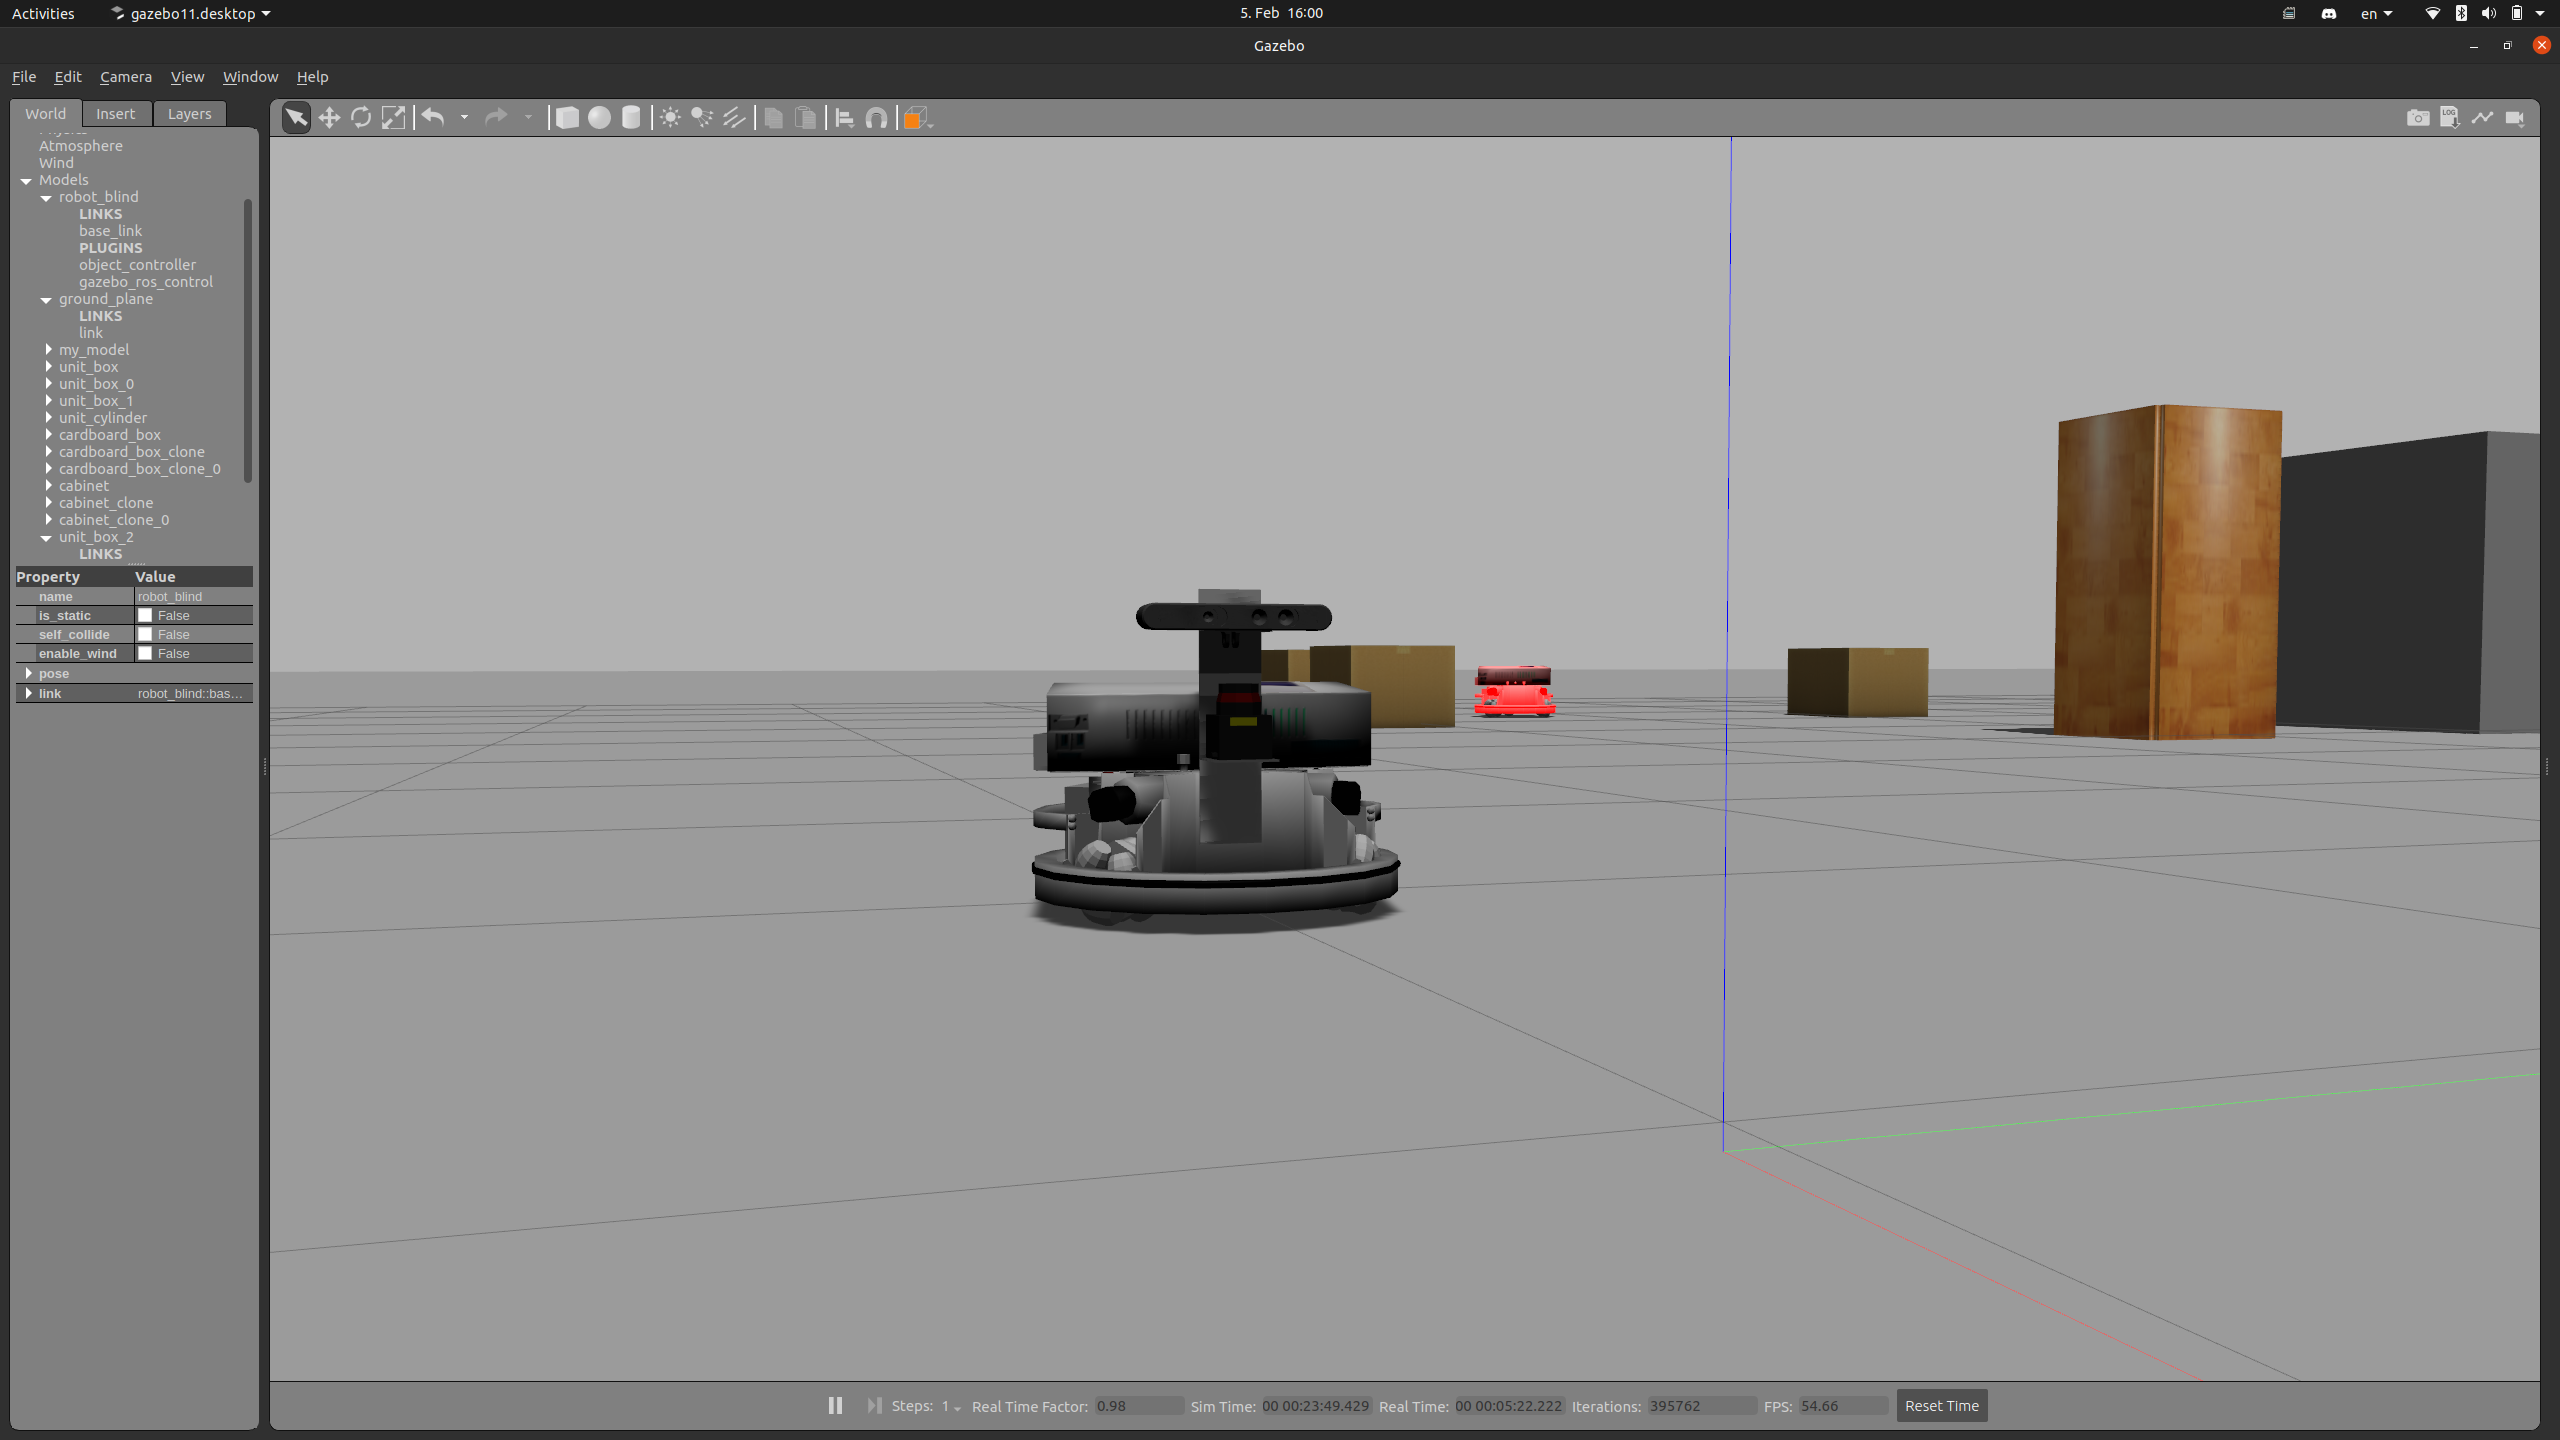 Activities gazebo11.desktop 5. Feb 16:00 en
Gazebo
File Edit Camera View Window Help
World Insert Layers
Physics
Atmosphere
Wind
Models
robot_blind
LINKS
base_link
PLUGINS
object_controller
gazebo_ros_control
ground_plane
LINKS
link
my_model
unit_box
unit_box_0
unit_box_1
unit_cylinder
cardboard_box
cardboard_box_clone
cardboard_box_clone_0
cabinet
cabinet_clone
cabinet_clone_0
unit_box_2
LINKS
Property Value
name robot_blind
is_static False
self_collide False
enable_wind False
pose
link robot_blind::bas...
LOG
Steps: 1 Real Time Factor: 0.98 Sim Time: 00 00:23:49.429 Real Time: 00 00:05:22.222 Iterations: 395762 FPS: 54.66 Reset Time